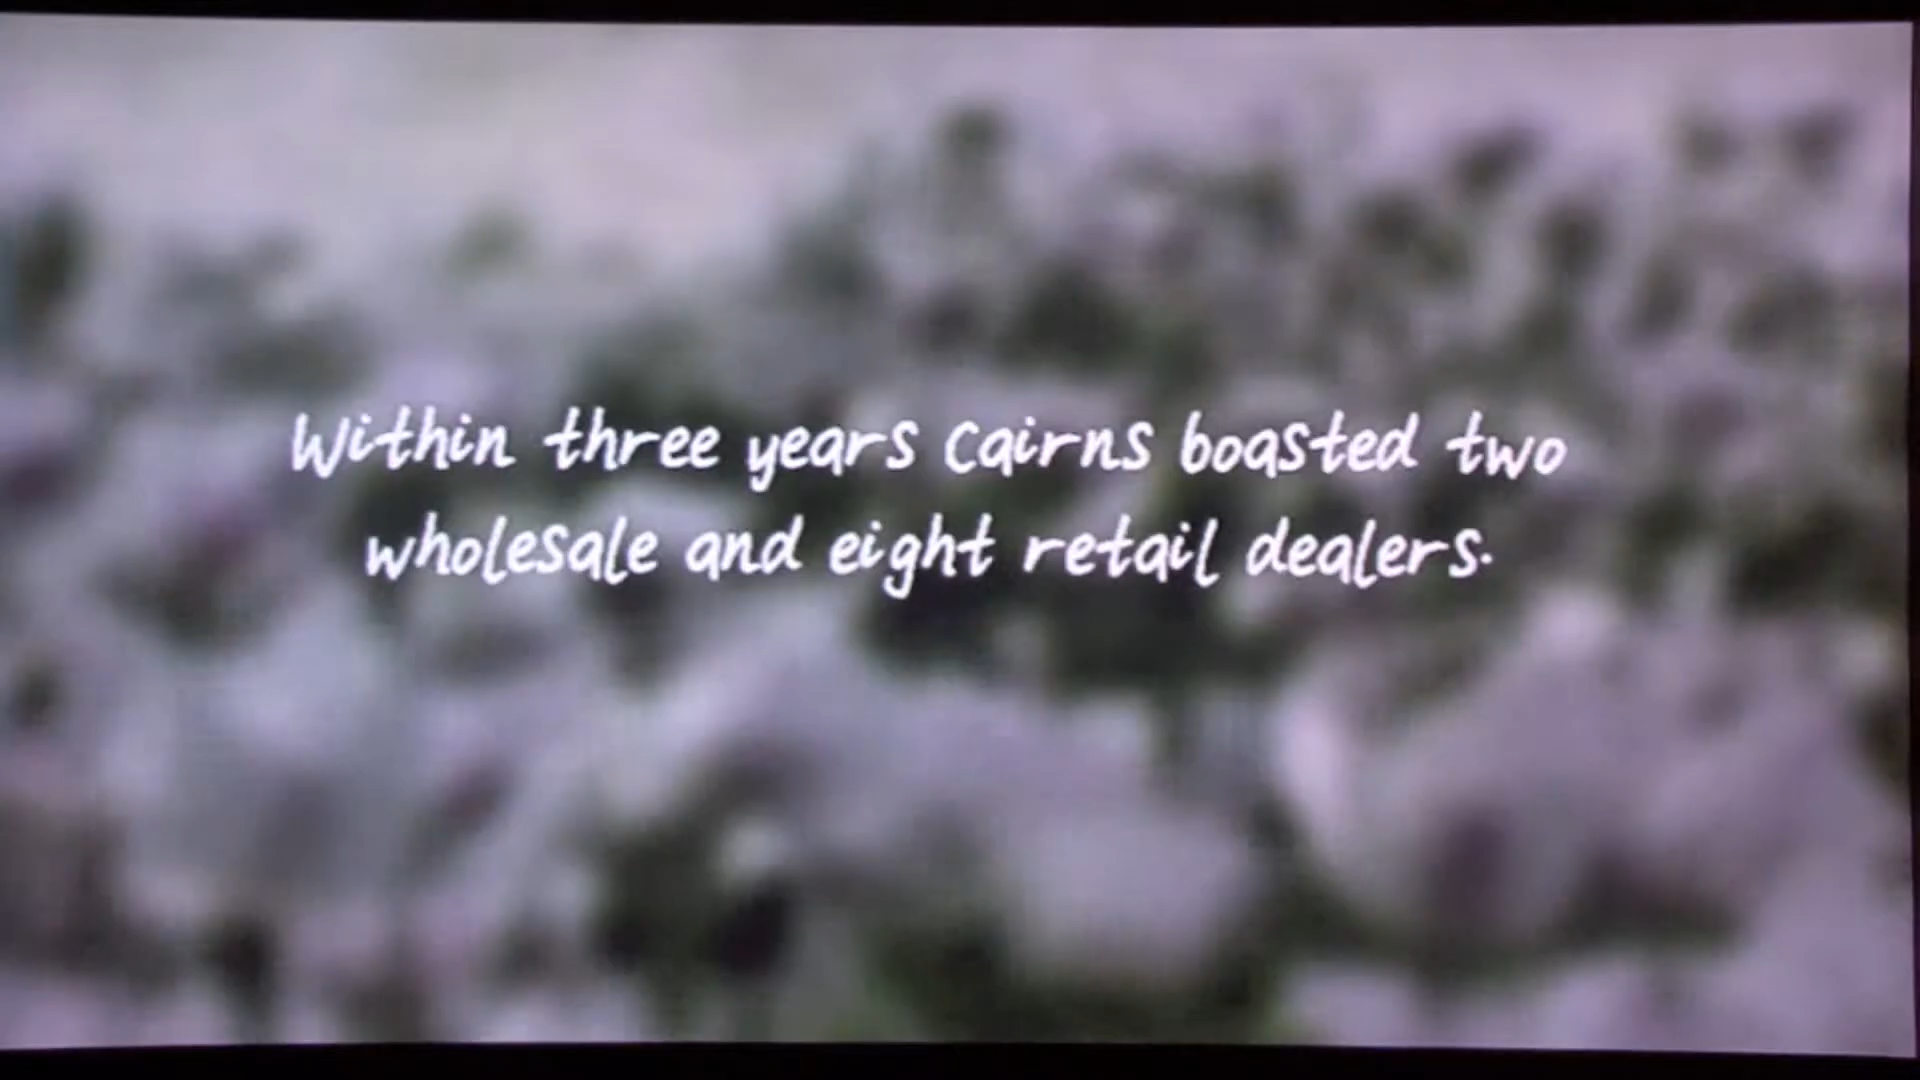 Within three years Cairns boasted two
wholesale and eight retail dealers.